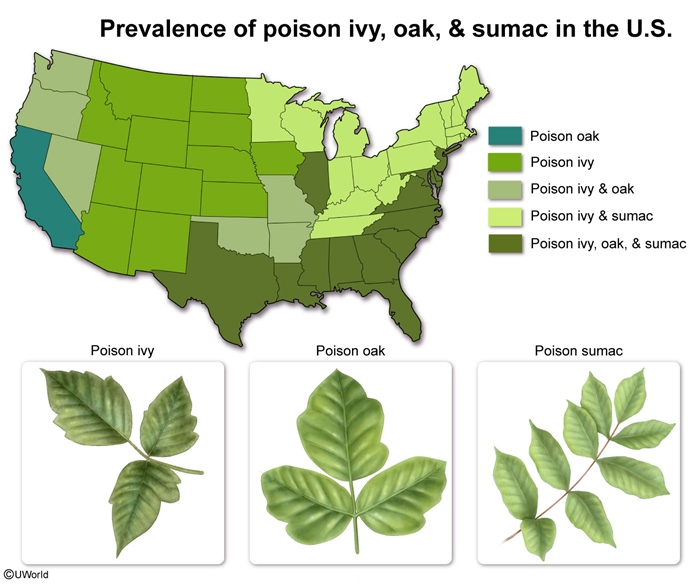 Prevalence of poison ivy, oak, & sumac in the U.S.
Poison oak
Poison ivy
Poison ivy & oak
Poison ivy & sumac
Poison ivy, oak, & sumac
Poison ivy
Poison oak
Poison sumac
©UWorld